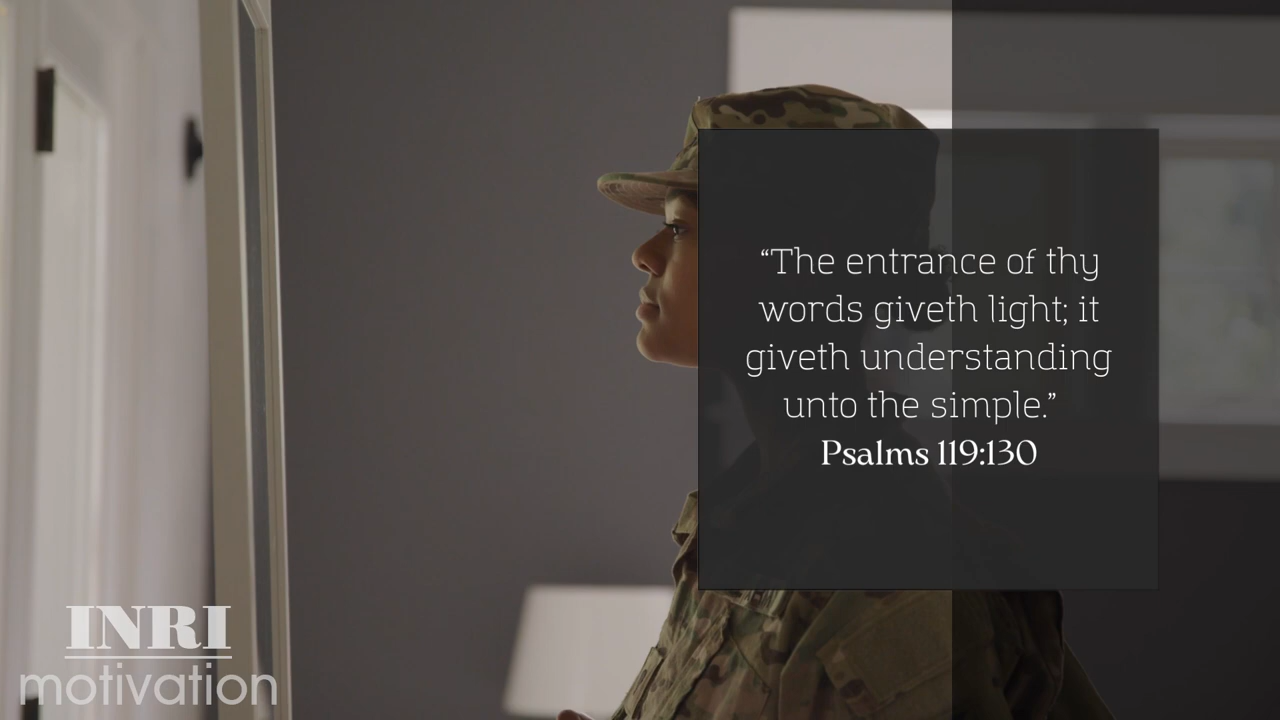 “The entrance of thy
words giveth light; it
giveth understanding
unto the simple.”
Psalms 119:130
INRI
motivation